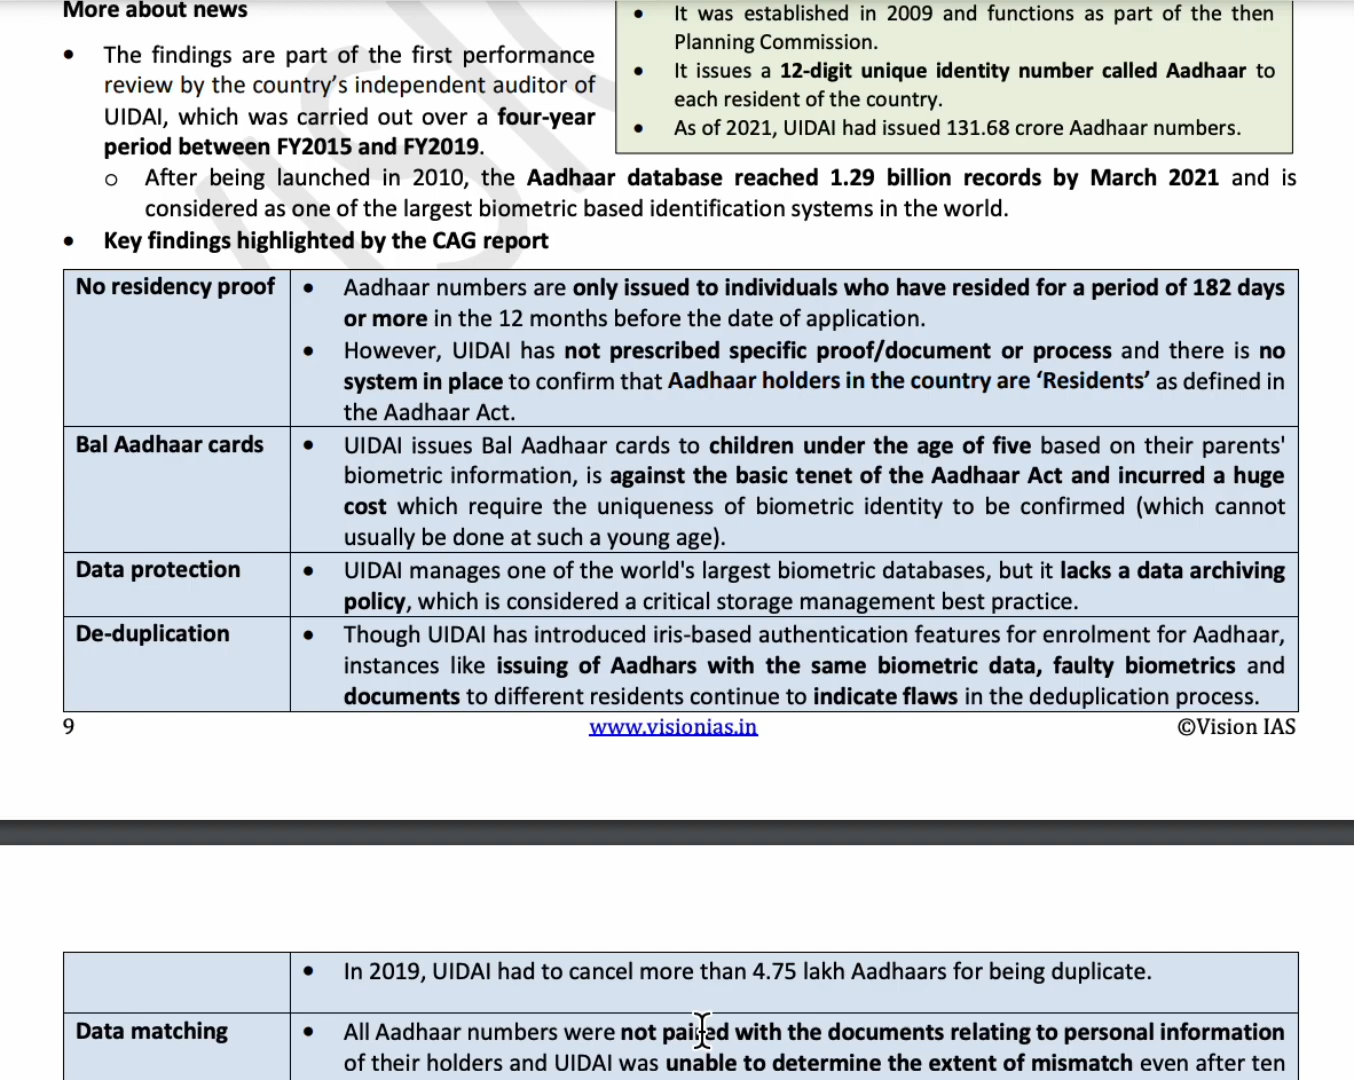 More about news
• The findings are part of the first performance
review by the country’s independent auditor of
UIDAI, which was carried out over a four-year
period between FY2015 and FY2019.
• It was established in 2009 and functions as part of the then
Planning Commission.
• It issues a 12-digit unique identity number called Aadhaar to
each resident of the country.
• As of 2021, UIDAI had issued 131.68 crore Aadhaar numbers.
o After being launched in 2010, the Aadhaar database reached 1.29 billion records by March 2021 and is
considered as one of the largest biometric based identification systems in the world.
• Key findings highlighted by the CAG report
No residency proof
• Aadhaar numbers are only issued to individuals who have resided for a period of 182 days
or more in the 12 months before the date of application.
• However, UIDAI has not prescribed specific proof/document or process and there is no
system in place to confirm that Aadhaar holders in the country are ‘Residents’ as defined in
the Aadhaar Act.
Bal Aadhaar cards
• UIDAI issues Bal Aadhaar cards to children under the age of five based on their parents'
biometric information, is against the basic tenet of the Aadhaar Act and incurred a huge
cost which require the uniqueness of biometric identity to be confirmed (which cannot
usually be done at such a young age).
Data protection
• UIDAI manages one of the world's largest biometric databases, but it lacks a data archiving
policy, which is considered a critical storage management best practice.
De-duplication
• Though UIDAI has introduced iris-based authentication features for enrolment for Aadhaar,
instances like issuing of Aadhars with the same biometric data, faulty biometrics and
documents to different residents continue to indicate flaws in the deduplication process.
9 www.visionias.in ©Vision IAS
• In 2019, UIDAI had to cancel more than 4.75 lakh Aadhaars for being duplicate.
Data matching
• All Aadhaar numbers were not paired with the documents relating to personal information
of their holders and UIDAI was unable to determine the extent of mismatch even after ten